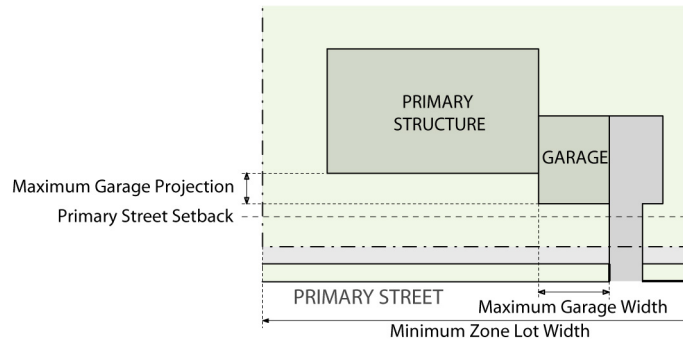 PRIMARY
STRUCTURE
GARAGE
Maximum Garage Projection
Primary Street Setback
PRIMARY STREET
Maximum Garage Width
Minimum Zone Lot Width